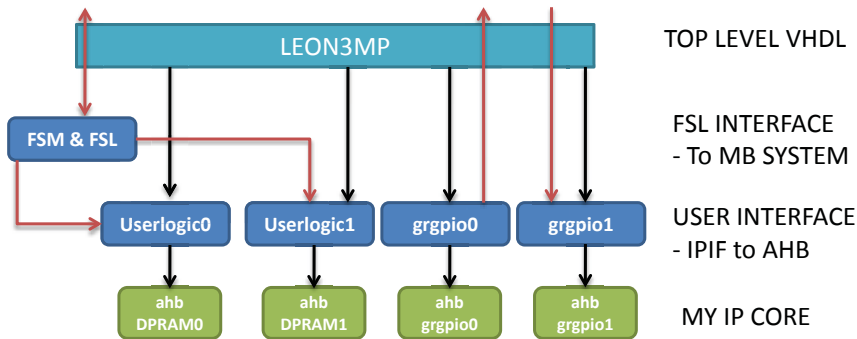 LEON3MP
TOP LEVEL VHDL
FSM & FSL
FSL INTERFACE
- To MB SYSTEM
Userlogic0
Userlogic1
grgpio0
grgpio1
USER INTERFACE
- IPIF to AHB
ahb
DPRAM0
ahb
DPRAM1
ahb
grgpio0
ahb
grgpio1
MY IP CORE